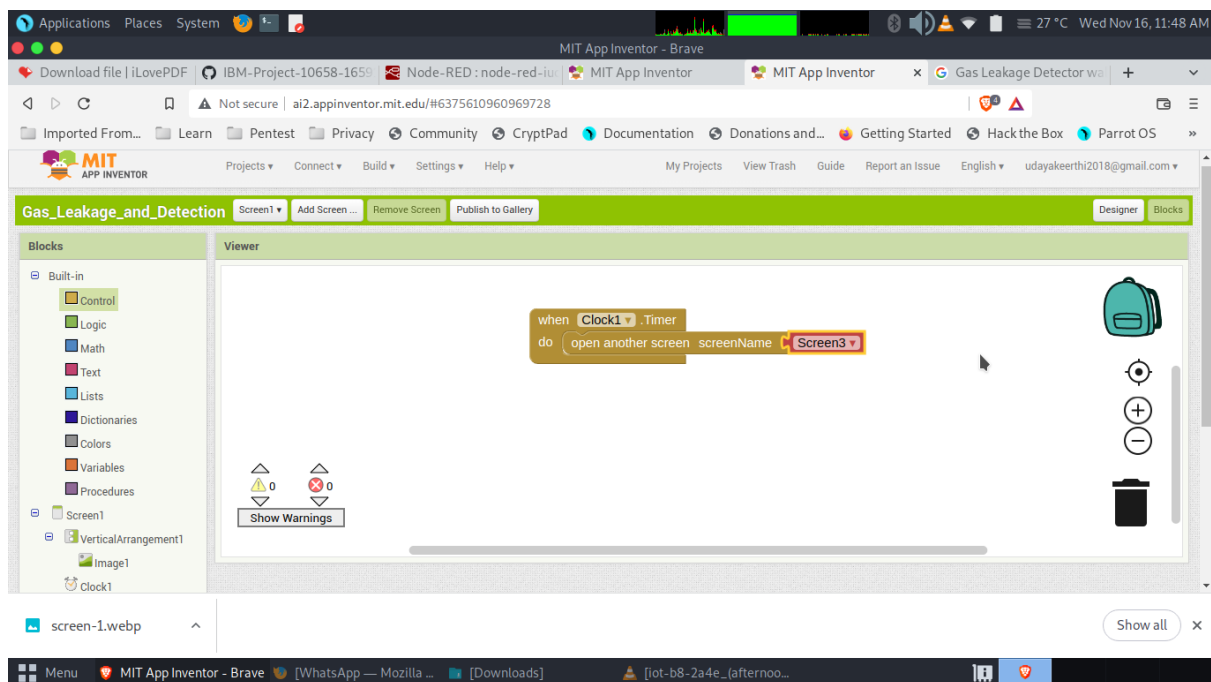 Applications Places System 27 °C Wed Nov 16, 11:48 AM
MIT App Inventor - Brave
Download file | iLovePDF IBM-Project-10658-1659 Node-RED : node-red-iuc MIT App Inventor MIT App Inventor × G Gas Leakage Detector wa +
Not secure ai2.appinventor.mit.edu/#6375610960969728
Imported From... Learn Pentest Privacy Community CryptPad Documentation Donations and... Getting Started Hack the Box Parrot OS »
MIT
APP INVENTOR
Projects Connect Build Settings Help My Projects View Trash Guide Report an Issue English udayakeerthi2018@gmail.com
Gas_Leakage_and_Detection Screen1 Add Screen ... Remove Screen Publish to Gallery Designer Blocks
Blocks Viewer
Built-in
Control
Logic
Math
Text
Lists
Dictionaries
Colors
Variables
Procedures
Screen1
VerticalArrangement1
Image1
Clock1
when Clock1 .Timer
do open another screen screenName Screen3
0 0
Show Warnings
screen-1.webp Show all ×
Menu MIT App Inventor - Brave [WhatsApp — Mozilla ... [Downloads] [iot-b8-2a4e_(afternoo...